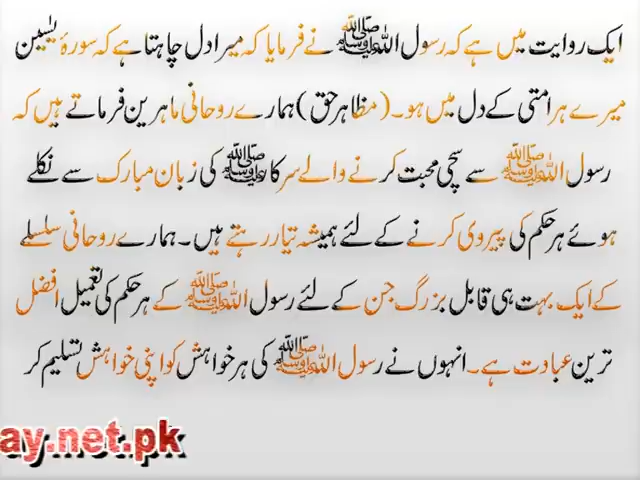 ایک روایت میں ہے کہ رسول اللہ ﷺ نے فرمایا کہ میرا دل چاہتا ہے کہ سورۂ یٰسین
میرے ہر امتی کے دل میں ہو۔ (مظاہر حق) ہمارے روحانی ماہرین فرماتے ہیں کہ
رسول اللہ ﷺ سے سچی محبت کرنے والے سرکار ﷺ کی زبان مبارک سے نکلے
ہوئے ہر حکم کی پیروی کرنے کے لئے ہمیشہ تیار رہتے ہیں۔ ہمارے روحانی سلسلے
کے ایک بہت ہی قابل بزرگ جن کے لئے رسول اللہ ﷺ کے ہر حکم کی تعمیل افضل
ترین عبادت ہے۔ انہوں نے رسول اللہ ﷺ کی ہر خواہش کو اپنی خواہش تسلیم کر
ay.net.pk